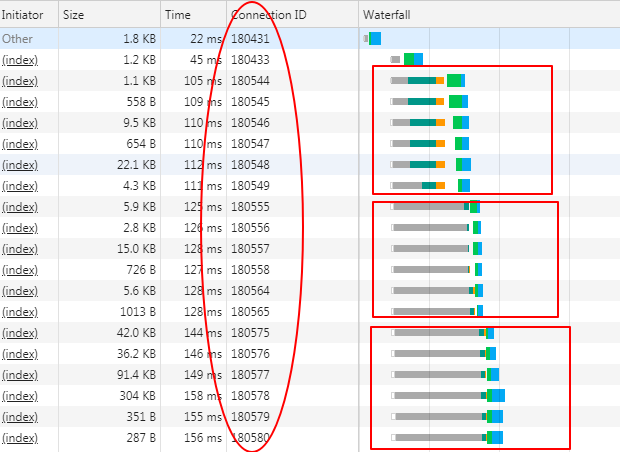 Initiator Size Time Connection ID Waterfall
Other 1.8 KB 22 ms 180431
(index) 1.2 KB 45 ms 180433
(index) 1.1 KB 105 ms 180544
(index) 558 B 109 ms 180545
(index) 9.5 KB 110 ms 180546
(index) 654 B 110 ms 180547
(index) 22.1 KB 112 ms 180548
(index) 4.3 KB 111 ms 180549
(index) 5.9 KB 125 ms 180555
(index) 2.8 KB 126 ms 180556
(index) 15.0 KB 128 ms 180557
(index) 726 B 127 ms 180558
(index) 5.6 KB 128 ms 180564
(index) 1013 B 128 ms 180565
(index) 42.0 KB 144 ms 180575
(index) 36.2 KB 146 ms 180576
(index) 91.4 KB 149 ms 180577
(index) 304 KB 158 ms 180578
(index) 351 B 155 ms 180579
(index) 287 B 156 ms 180580